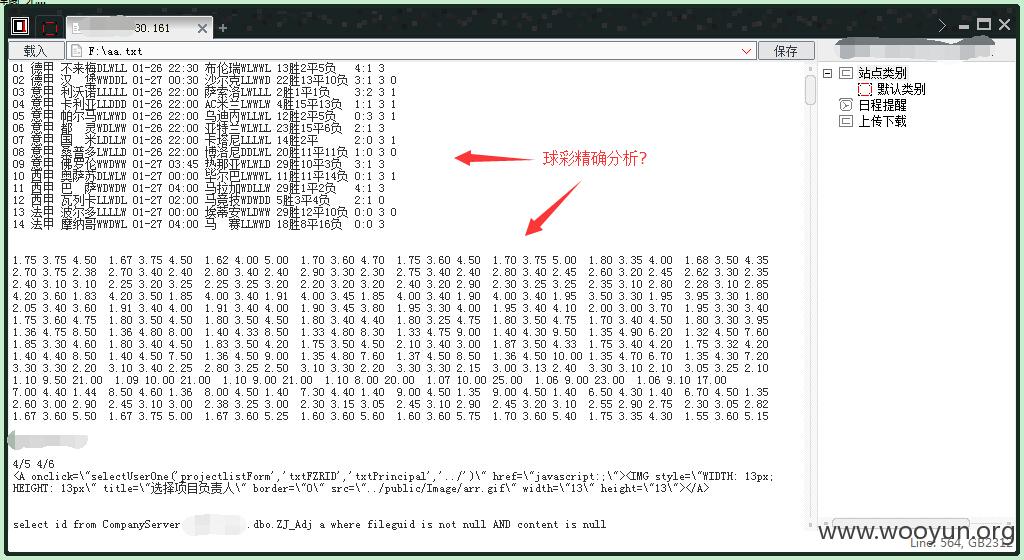 30.161
载入
F:\aa.txt
保存
01 德甲 不来梅DLWLL 01-26 22:30 布伦瑞WLWWL 13胜2平5负 4:1 3
02 德甲 汉 堡WWDDL 01-27 00:30 沙尔克LLWWD 22胜13平10负 3:1 3 0
03 意甲 利沃诺LLLLL 01-26 22:00 萨索洛WLLLL 2胜1平1负 3:2 3 1
04 意甲 卡利亚LLDDD 01-26 22:00 AC米兰LWWLW 4胜15平13负 1:1 3 1
05 意甲 帕尔马WLWWD 01-26 22:00 乌迪内WLLWL 12胜2平5负 0:3 3 1
06 意甲 都 灵WDLWW 01-26 22:00 亚特兰WLWLL 23胜15平6负 2:1 3
07 意甲 国 米LDLLW 01-26 22:00 卡塔尼LLLWL 14胜2平 2:0 3 1
08 意甲 桑普多LWLLD 01-26 22:00 博洛尼DDLWL 20胜11平11负 1:0 3 0
09 意甲 佛罗伦WWDWW 01-27 03:45 热那亚WLWLD 29胜10平3负 3:1 3
10 西甲 奥萨苏DLWLW 01-27 00:00 毕尔巴LWWWL 11胜11平14负 0:1 3 1
11 西甲 巴 萨WDWDW 01-27 04:00 马拉加WDLLW 29胜1平2负 4:1 3
12 西甲 瓦列卡LLWDL 01-27 02:00 马竞技WDWDD 5胜3平4负 2:1 0
13 法甲 波尔多LLLLW 01-27 00:00 埃蒂安WLDWW 29胜12平10负 0:0 3 0
14 法甲 摩纳哥WWDWL 01-27 04:00 马 赛LLWWD 18胜8平16负 0:0 3
球彩精确分析？
1.75 3.75 4.50 1.67 3.75 4.50 1.62 4.00 5.00 1.70 3.60 4.70 1.75 3.60 4.50 1.70 3.75 5.00 1.80 3.35 4.00 1.68 3.50 4.35
2.70 3.75 2.38 2.70 3.40 2.40 2.80 3.40 2.40 2.90 3.30 2.30 2.75 3.40 2.40 2.80 3.40 2.45 2.60 3.20 2.45 2.62 3.30 2.35
2.40 3.10 3.10 2.25 3.25 3.20 2.25 3.25 3.20 2.20 3.20 3.20 2.40 3.20 2.90 2.30 3.25 3.25 2.35 3.10 2.80 2.28 3.10 2.85
4.20 3.60 1.83 4.20 3.50 1.85 4.00 3.40 1.91 4.00 3.45 1.85 4.00 3.40 1.90 4.00 3.40 1.95 3.50 3.30 1.95 3.95 3.30 1.80
2.05 3.40 3.60 1.91 3.40 4.00 1.91 3.40 4.00 1.90 3.45 3.80 1.95 3.30 4.00 1.95 3.40 4.10 2.00 3.00 3.70 1.95 3.30 3.40
1.75 3.60 4.75 1.80 3.50 4.50 1.80 3.50 4.50 1.80 3.40 4.40 1.80 3.25 4.75 1.80 3.50 4.75 1.70 3.40 4.50 1.80 3.30 3.95
1.36 4.75 8.50 1.36 4.80 8.00 1.40 4.33 8.50 1.33 4.80 8.30 1.33 4.75 9.00 1.40 4.30 9.50 1.35 4.90 6.20 1.32 4.50 7.60
1.85 3.30 4.60 1.80 3.40 4.75 1.83 3.40 4.75 1.75 3.50 4.50 2.10 3.40 3.00 1.87 3.50 4.33 1.75 3.40 4.20 1.75 3.32 4.20
1.40 4.40 8.50 1.40 4.50 7.50 1.36 4.50 9.00 1.35 4.80 7.60 1.37 4.50 8.50 1.36 4.50 10.00 1.35 4.70 6.70 1.35 4.30 7.20
3.30 3.30 2.20 3.10 3.40 2.25 3.10 3.25 2.30 3.20 3.25 2.20 3.30 3.30 2.15 3.00 3.13 2.40 3.30 3.10 2.10 3.05 3.25 2.10
1.10 9.50 21.00 1.09 10.00 21.00 1.10 9.00 21.00 1.10 8.00 20.00 1.07 10.00 25.00 1.06 9.00 23.00 1.06 9.10 17.00
7.00 4.40 1.44 8.50 4.60 1.36 8.00 4.50 1.40 7.30 4.40 1.40 9.00 4.50 1.35 9.00 4.50 1.40 6.50 4.30 1.40 6.70 4.50 1.35
2.60 3.00 2.90 2.45 3.10 3.00 2.38 3.25 3.00 2.30 3.15 3.05 2.45 3.10 2.90 2.45 3.20 3.10 2.55 2.90 2.75 2.30 3.05 2.82
1.67 3.60 5.50 1.67 3.75 5.00 1.67 3.60 5.25 1.60 3.60 5.60 1.60 3.60 5.75 1.70 3.60 5.40 1.75 3.35 4.30 1.55 3.60 5.15
4/5 4/6
<A onclick=\"selectUserOne('projectlistForm','txtFZRID','txtPrincipal','../')\" href=\"javascript:;\"><IMG style=\"WIDTH: 13px;
HEIGHT: 13px\" title=\"选择项目负责人\" border=\"0\" src=\"../public/Image/arr.gif\" width=\"13\" height=\"13\"></A>
select id from CompanyServer .dbo.ZJ_Adj a where fileguid is not null AND content is null
站点类别
默认类别
日程提醒
上传下载
www.wooyun.org
Line: 564, GB2312